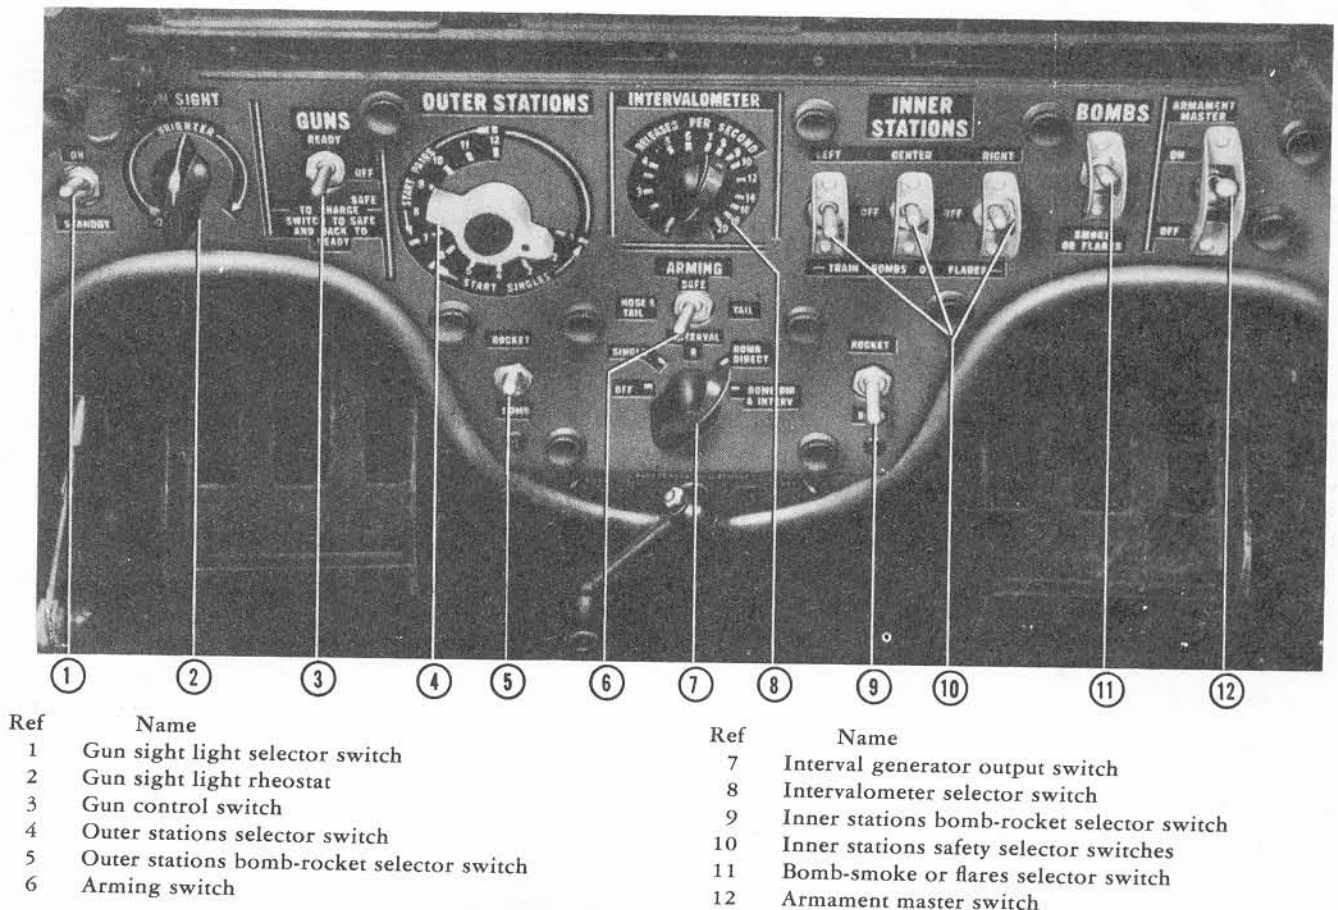 SIGHT
BRIGHTER
ON
STANDBY
GUNS
READY
OFF
SAFE
TO CHARGE
SWITCH TO SAFE
AND BACK TO
READY
OUTER STATIONS
START TRAINS
START SINGLES
INTERVALOMETER
RELEASES PER SECOND
ARMING
SAFE
NOSE &
TAIL
TAIL
INTERVAL
OFF
BOMB
DIRECT
BOMB DIR
& INTERV
ROCKET
BOMB
ROCKET
INNER
STATIONS
LEFT CENTER RIGHT
OFF OFF
TRAIN BOMBS OR FLARES
BOMBS
SMOKE
OR FLARES
ARMAMENT
MASTER
ON
OFF
1 2 3 4 5 6 7 8 9 10 11 12
Ref Name
1 Gun sight light selector switch
2 Gun sight light rheostat
3 Gun control switch
4 Outer stations selector switch
5 Outer stations bomb-rocket selector switch
6 Arming switch
Ref Name
7 Interval generator output switch
8 Intervalometer selector switch
9 Inner stations bomb-rocket selector switch
10 Inner stations safety selector switches
11 Bomb-smoke or flares selector switch
12 Armament master switch